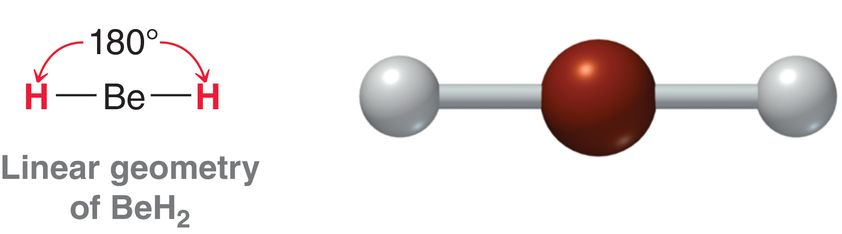 180°
H — Be — H
Linear geometry
of BeH₂